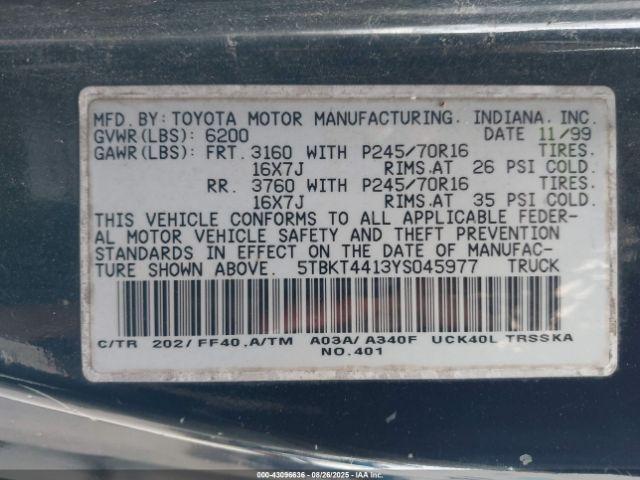 MFD. BY: TOYOTA MOTOR MANUFACTURING. INDIANA. INC.
GVWR(LBS): 6200 DATE 11/99
GAWR(LBS): FRT. 3160 WITH P245/70R16 TIRES.
16X7J RIMS.AT 26 PSI COLD.
RR. 3760 WITH P245/70R16 TIRES.
16X7J RIMS.AT 35 PSI COLD.
THIS VEHICLE CONFORMS TO ALL APPLICABLE FEDER-
AL MOTOR VEHICLE SAFETY AND THEFT PREVENTION
STANDARDS IN EFFECT ON THE DATE OF MANUFAC-
TURE SHOWN ABOVE. 5TBKT4413YS045977 TRUCK
C/TR 202/ FF40.A/TM A03A/ A340F UCK40L TRSSKA
NO.401
000-43096636 - 08/26/2025 - IAAI.COM